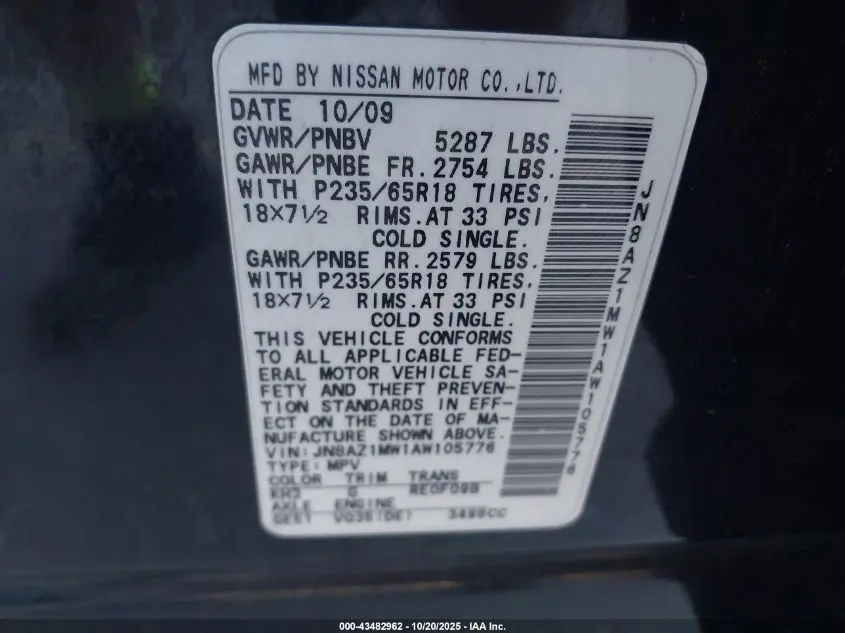 MFD BY NISSAN MOTOR CO.,LTD.
DATE 10/09
GVWR/PNBV 5287 LBS.
GAWR/PNBE FR. 2754 LBS.
WITH P235/65R18 TIRES,
18×7½ RIMS. AT 33 PSI
COLD SINGLE.
GAWR/PNBE RR. 2579 LBS.
WITH P235/65R18 TIRES,
18×7½ RIMS. AT 33 PSI
COLD SINGLE.
THIS VEHICLE CONFORMS
TO ALL APPLICABLE FED-
ERAL MOTOR VEHICLE SA-
FETY AND THEFT PREVEN-
TION STANDARDS IN EFF-
ECT ON THE DATE OF MA-
NUFACTURE SHOWN ABOVE.
VIN: JN8AZ1MW1AW105776
TYPE: MPV
COLOR TRIM TRANS
KH3 G RE0F09B
AXLE ENGINE
VQ35(DE) 3498CC
JN8AZ1MW1AW105776
000-43482962 - 10/20/2025 - IAA Inc.